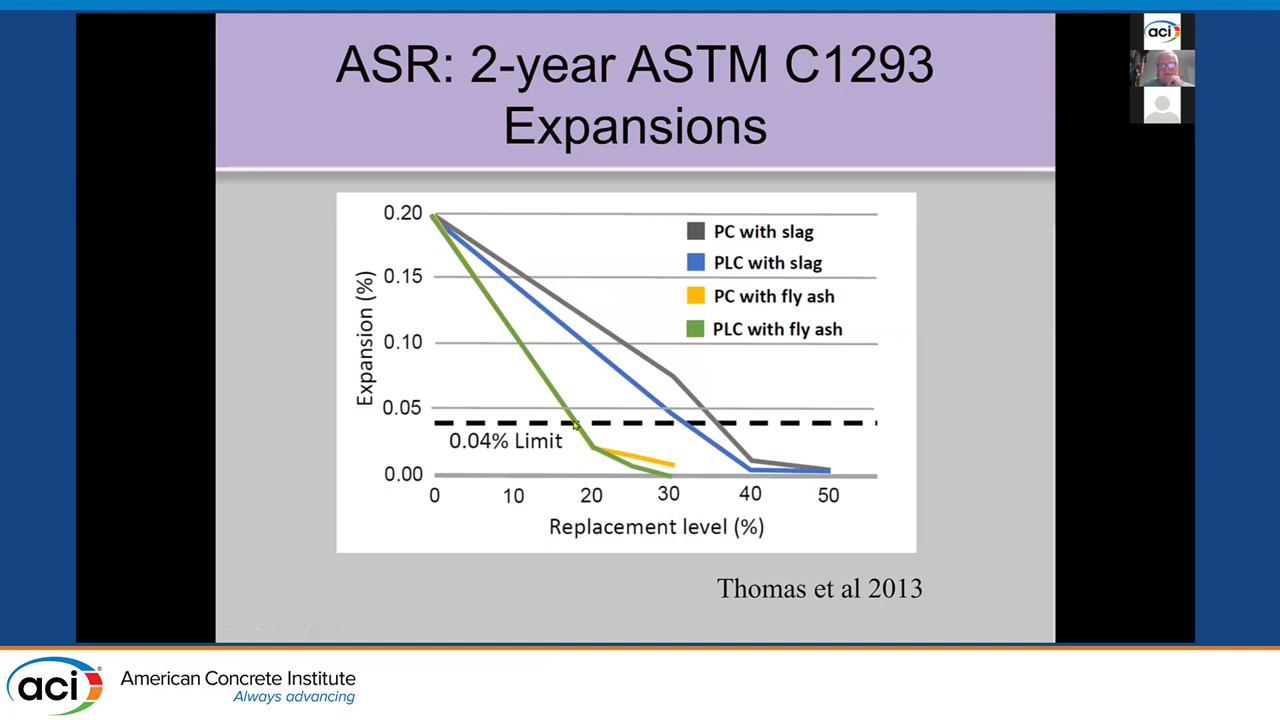 ASR: 2-year ASTM C1293
Expansions
aci
0.20
0.15
0.10
0.05
0.00
Expansion (%)
PC with slag
PLC with slag
PC with fly ash
PLC with fly ash
0.04% Limit
0
10
20
30
40
50
Replacement level (%)
Thomas et al 2013
aci®
American Concrete Institute
Always advancing